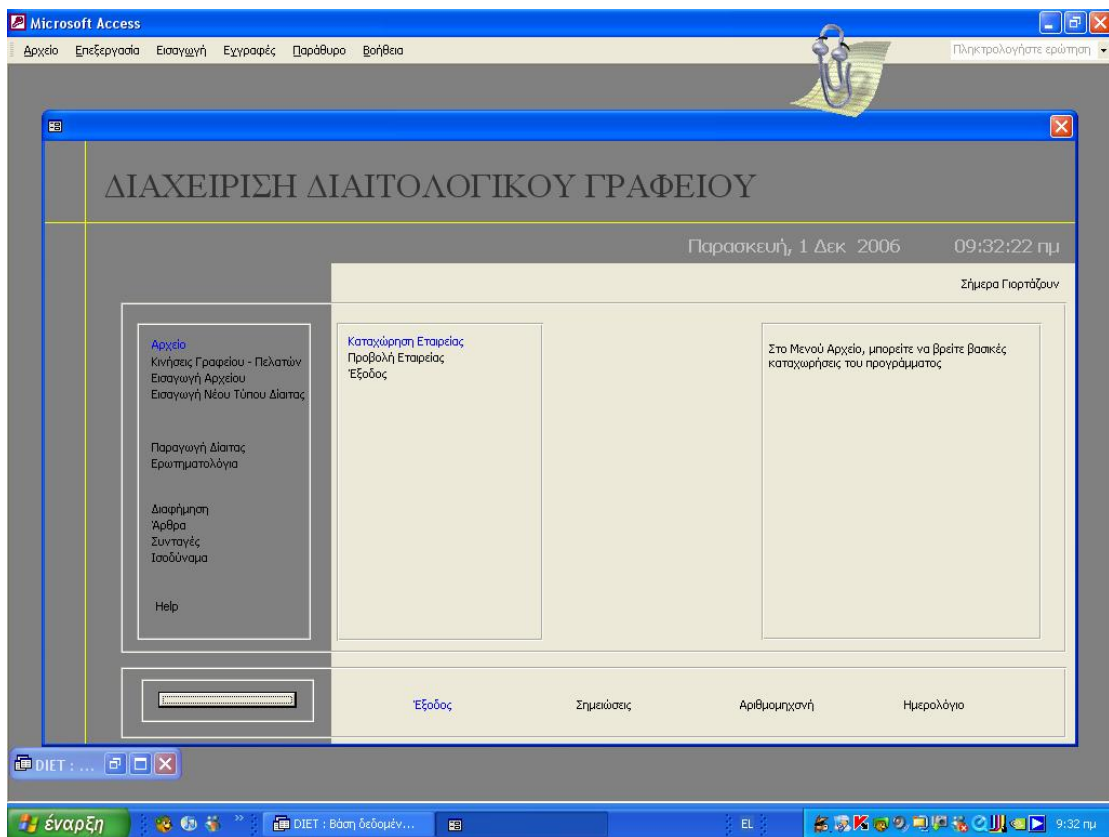 Microsoft Access
Αρχείο Επεξεργασία Εισαγωγή Εγγραφές Παράθυρο Βοήθεια Πληκτρολογήστε ερώτηση
ΔΙΑΧΕΙΡΙΣΗ ΔΙΑΙΤΟΛΟΓΙΚΟΥ ΓΡΑΦΕΙΟΥ
Παρασκευή, 1 Δεκ 2006 09:32:22 πμ
Σήμερα Γιορτάζουν
Αρχείο
Κινήσεις Γραφείου - Πελατών
Εισαγωγή Αρχείου
Εισαγωγή Νέου Τύπου Δίαιτας
Παραγωγή Δίαιτας
Ερωτηματολόγια
Διαφήμηση
Άρθρα
Συνταγές
Ισοδύναμα
Help
Καταχώρηση Εταιρείας
Προβολή Εταιρείας
Έξοδος
Στο Μενού Αρχείο, μπορείτε να βρείτε βασικές
καταχωρήσεις του προγράμματος
Έξοδος Σημειώσεις Αριθμομηχανή Ημερολόγιο
DIET : ...
έναρξη DIET : Βάση δεδομέν... EL 9:32 πμ